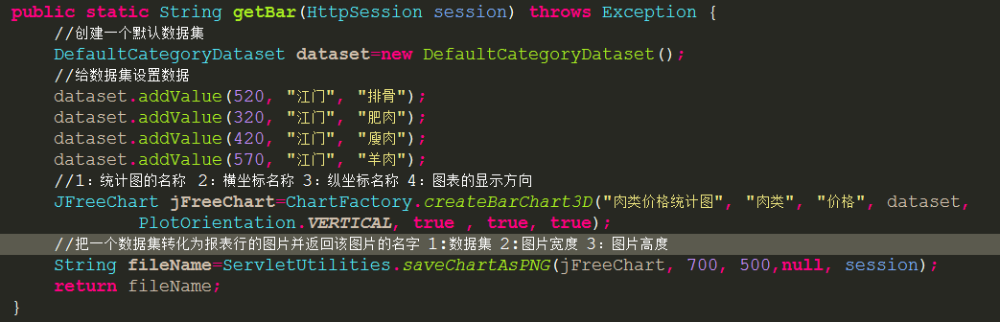 public static String getBar(HttpSession session) throws Exception {
//创建一个默认数据集
DefaultCategoryDataset dataset=new DefaultCategoryDataset();
//给数据集设置数据
dataset.addValue(520, "江门", "排骨");
dataset.addValue(320, "江门", "肥肉");
dataset.addValue(420, "江门", "廋肉");
dataset.addValue(570, "江门", "羊肉");
//1：统计图的名称 2：横坐标名称 3：纵坐标名称 4：图表的显示方向
JFreeChart jFreeChart=ChartFactory.createBarChart3D("肉类价格统计图", "肉类", "价格", dataset,
PlotOrientation.VERTICAL, true , true, true);
//把一个数据集转化为报表行的图片并返回该图片的名字 1:数据集 2:图片宽度 3：图片高度
String fileName=ServletUtilities.saveChartAsPNG(jFreeChart, 700, 500,null, session);
return fileName;
}